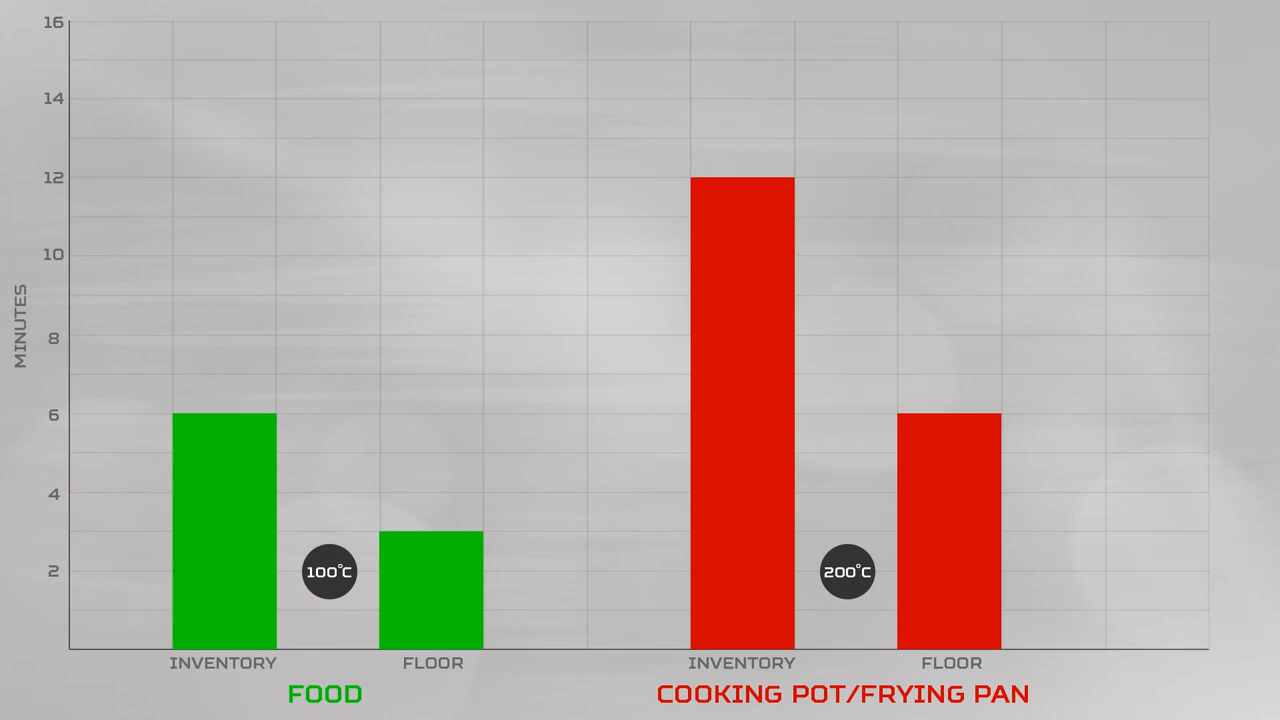 16
14
12
10
8
6
4
2
MINUTES
100°C
200°C
INVENTORY FLOOR INVENTORY FLOOR
FOOD COOKING POT/FRYING PAN